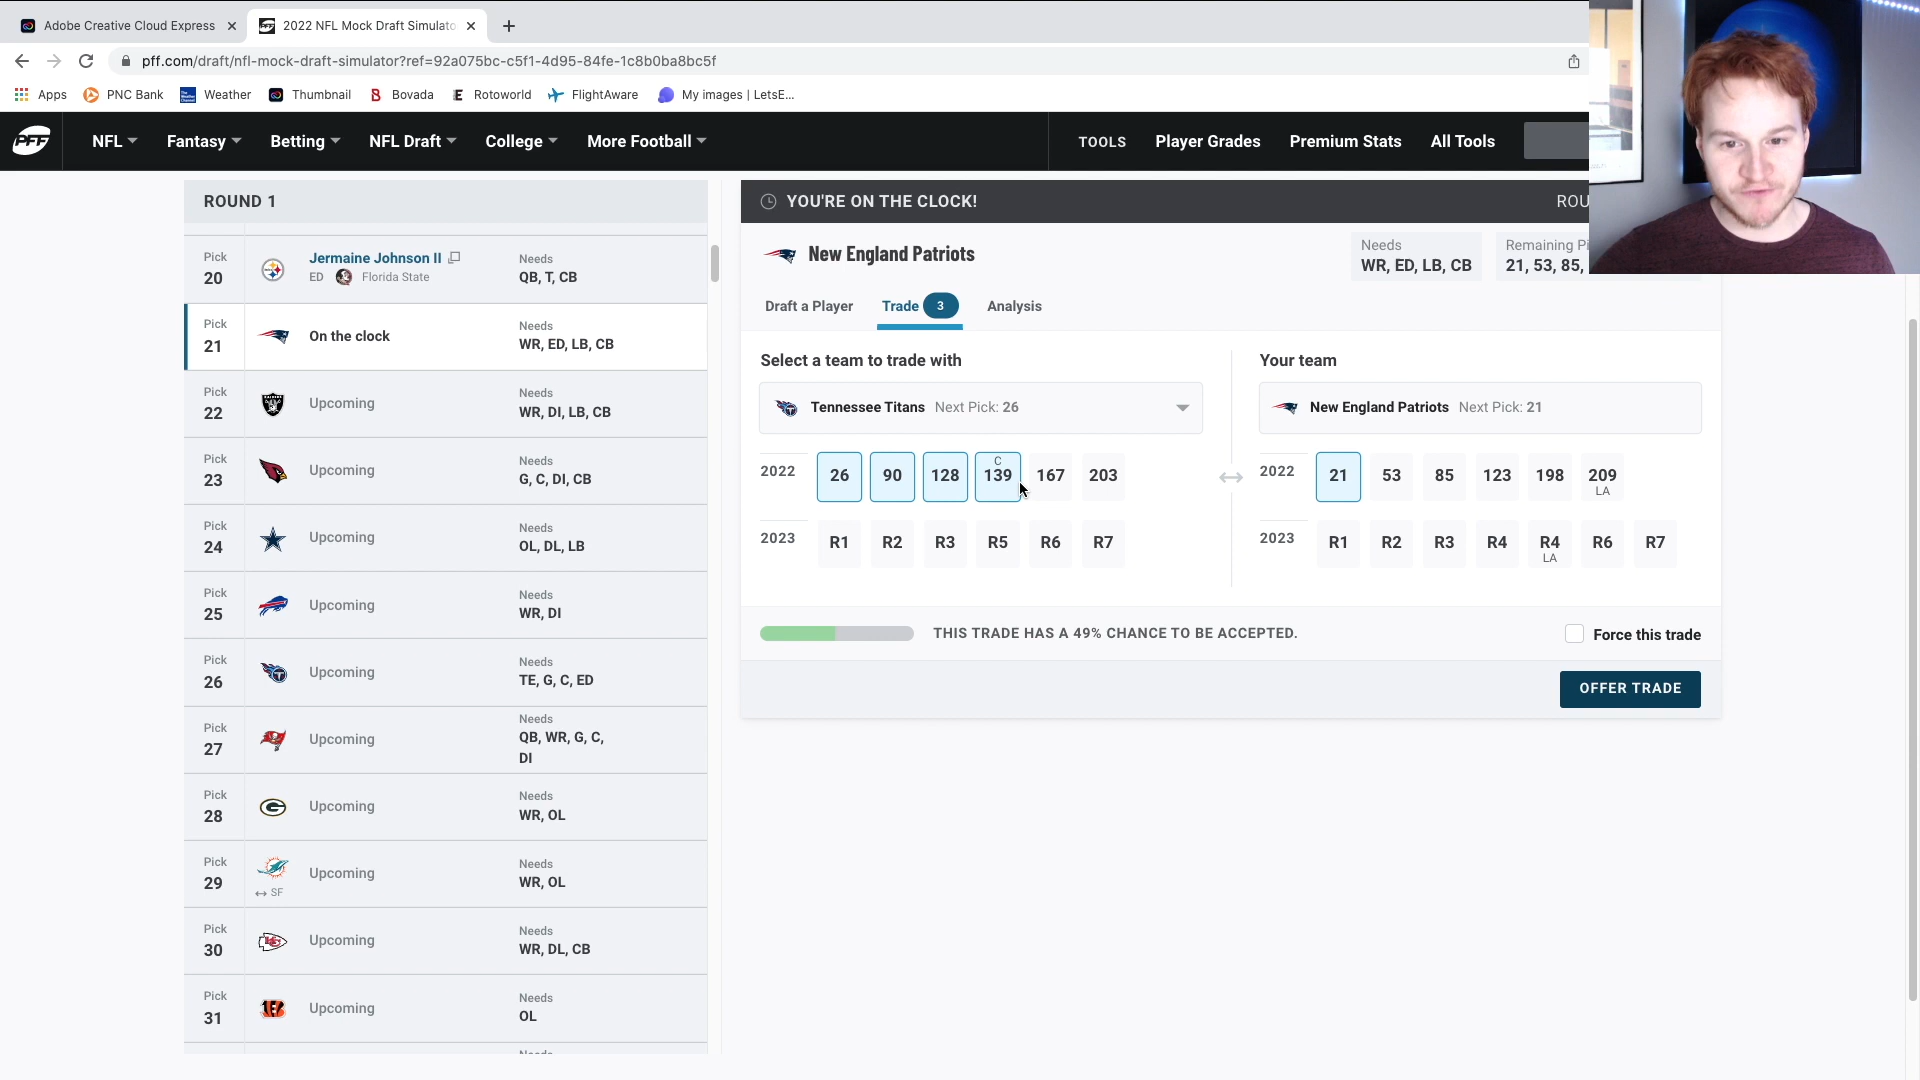 Adobe Creative Cloud Express
2022 NFL Mock Draft Simulato
pff.com/draft/nfl-mock-draft-simulator?ref=92a075bc-c5f1-4d95-84fe-1c8b0ba8bc5f
Apps PNC Bank Weather Thumbnail Bovada Rotoworld FlightAware My images | LetsE...
PFF NFL Fantasy Betting NFL Draft College More Football TOOLS Player Grades Premium Stats All Tools
ROUND 1
Pick 20
Jermaine Johnson II
ED Florida State
Needs
QB, T, CB
Pick 21
On the clock
Needs
WR, ED, LB, CB
Pick 22
Upcoming
Needs
WR, DI, LB, CB
Pick 23
Upcoming
Needs
G, C, DI, CB
Pick 24
Upcoming
Needs
OL, DL, LB
Pick 25
Upcoming
Needs
WR, DI
Pick 26
Upcoming
Needs
TE, G, C, ED
Pick 27
Upcoming
Needs
QB, WR, G, C,
DI
Pick 28
Upcoming
Needs
WR, OL
Pick 29
SF
Upcoming
Needs
WR, OL
Pick 30
Upcoming
Needs
WR, DL, CB
Pick 31
Upcoming
Needs
OL
YOU'RE ON THE CLOCK!
ROU
New England Patriots
Needs
WR, ED, LB, CB
Remaining Pi
21, 53, 85,
Draft a Player Trade 3 Analysis
Select a team to trade with
Tennessee Titans Next Pick: 26
2022 26 90 128 C 139 167 203
2023 R1 R2 R3 R5 R6 R7
Your team
New England Patriots Next Pick: 21
2022 21 53 85 123 198 209 LA
2023 R1 R2 R3 R4 R4 LA R6 R7
THIS TRADE HAS A 49% CHANCE TO BE ACCEPTED.
Force this trade
OFFER TRADE